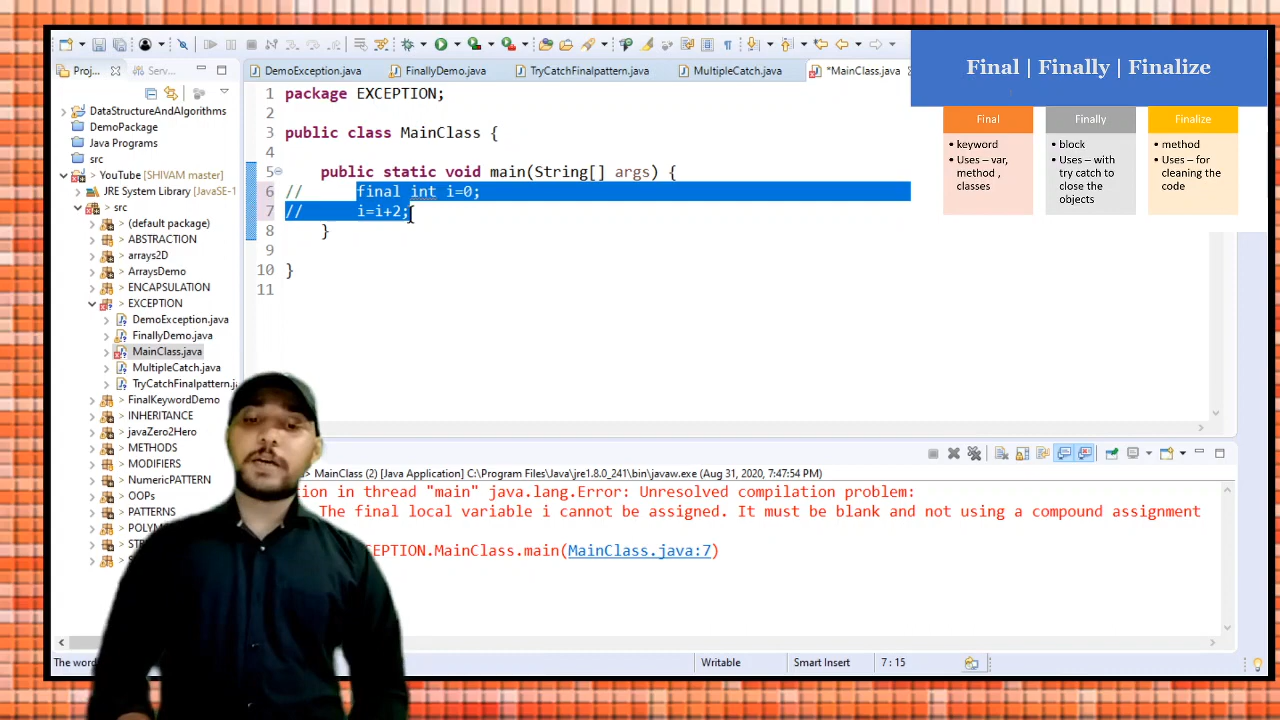 Proj...
Serv...
DemoException.java
FinallyDemo.java
TryCatchFinalpattern.java
MultipleCatch.java
*MainClass.java
Final | Finally | Finalize
Final
• keyword
• Uses – var,
method ,
classes
Finally
• block
• Uses – with
try catch to
close the
objects
Finalize
• method
• Uses – for
cleaning the
code
> DataStructureAndAlgorithms
DemoPackage
Java Programs
src
> YouTube [SHIVAM master]
> JRE System Library [JavaSE-1
> src
> (default package)
> ABSTRACTION
> arrays2D
> ArraysDemo
> ENCAPSULATION
> EXCEPTION
> DemoException.java
> FinallyDemo.java
> MainClass.java
> MultipleCatch.java
> TryCatchFinalpattern.j
> FinalKeywordDemo
> INHERITANCE
> javaZero2Hero
> METHODS
> MODIFIERS
> NumericPATTERN
> OOPs
> PATTERNS
> POLYM
> ST
1 package EXCEPTION;
2
3 public class MainClass {
4
5 public static void main(String[] args) {
6 // final int i=0;
7 // i=i+2;
8 }
9
10 }
11
MainClass (2) [Java Application] C:\Program Files\Java\jre1.8.0_241\bin\javaw.exe (Aug 31, 2020, 7:47:54 PM)
tion in thread "main" java.lang.Error: Unresolved compilation problem:
The final local variable i cannot be assigned. It must be blank and not using a compound assignment
CEPTION.MainClass.main(MainClass.java:7)
The word
Writable
Smart Insert
7 : 15